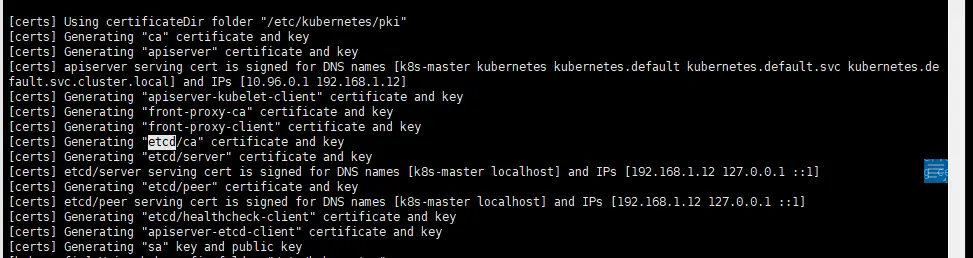 [certs] Using certificateDir folder "/etc/kubernetes/pki"
[certs] Generating "ca" certificate and key
[certs] Generating "apiserver" certificate and key
[certs] apiserver serving cert is signed for DNS names [k8s-master kubernetes kubernetes.default kubernetes.default.svc kubernetes.de
fault.svc.cluster.local] and IPs [10.96.0.1 192.168.1.12]
[certs] Generating "apiserver-kubelet-client" certificate and key
[certs] Generating "front-proxy-ca" certificate and key
[certs] Generating "front-proxy-client" certificate and key
[certs] Generating "etcd/ca" certificate and key
[certs] Generating "etcd/server" certificate and key
[certs] etcd/server serving cert is signed for DNS names [k8s-master localhost] and IPs [192.168.1.12 127.0.0.1 ::1]
[certs] Generating "etcd/peer" certificate and key
[certs] etcd/peer serving cert is signed for DNS names [k8s-master localhost] and IPs [192.168.1.12 127.0.0.1 ::1]
[certs] Generating "etcd/healthcheck-client" certificate and key
[certs] Generating "apiserver-etcd-client" certificate and key
[certs] Generating "sa" key and public key